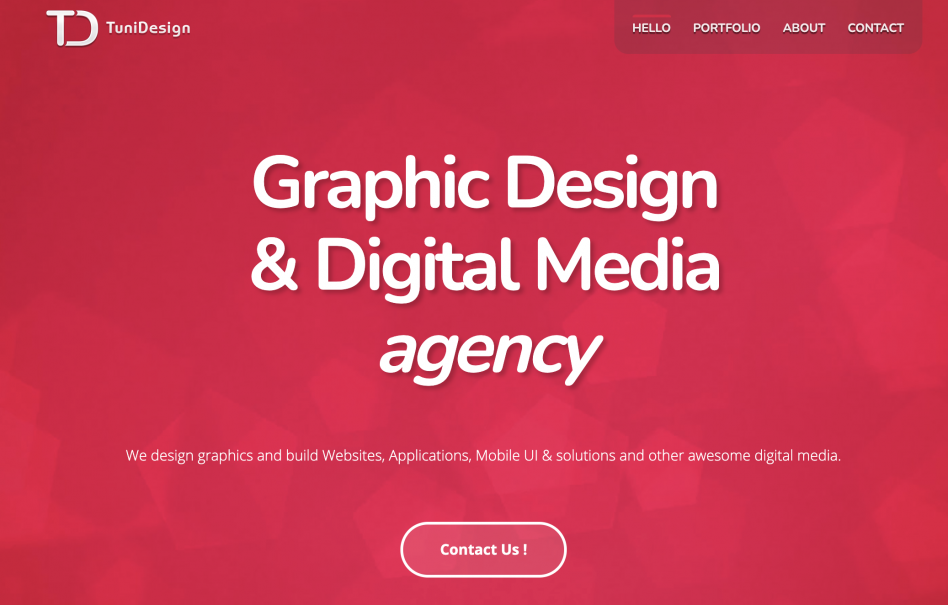 TD TuniDesign
HELLO PORTFOLIO ABOUT CONTACT
Graphic Design
& Digital Media
agency
We design graphics and build Websites, Applications, Mobile UI & solutions and other awesome digital media.
Contact Us !